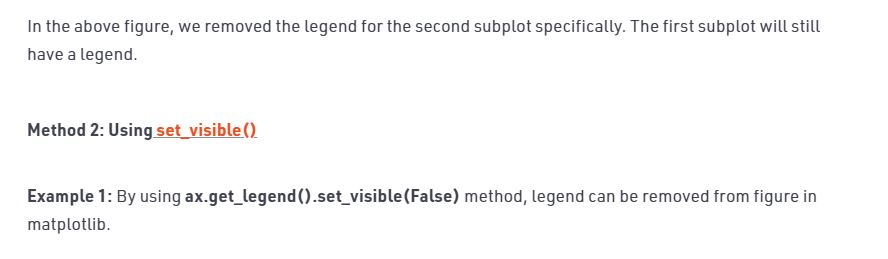 In the above figure, we removed the legend for the second subplot specifically. The first subplot will still
have a legend.
Method 2: Using set_visible()
Example 1: By using ax.get_legend().set_visible(False) method, legend can be removed from figure in
matplotlib.